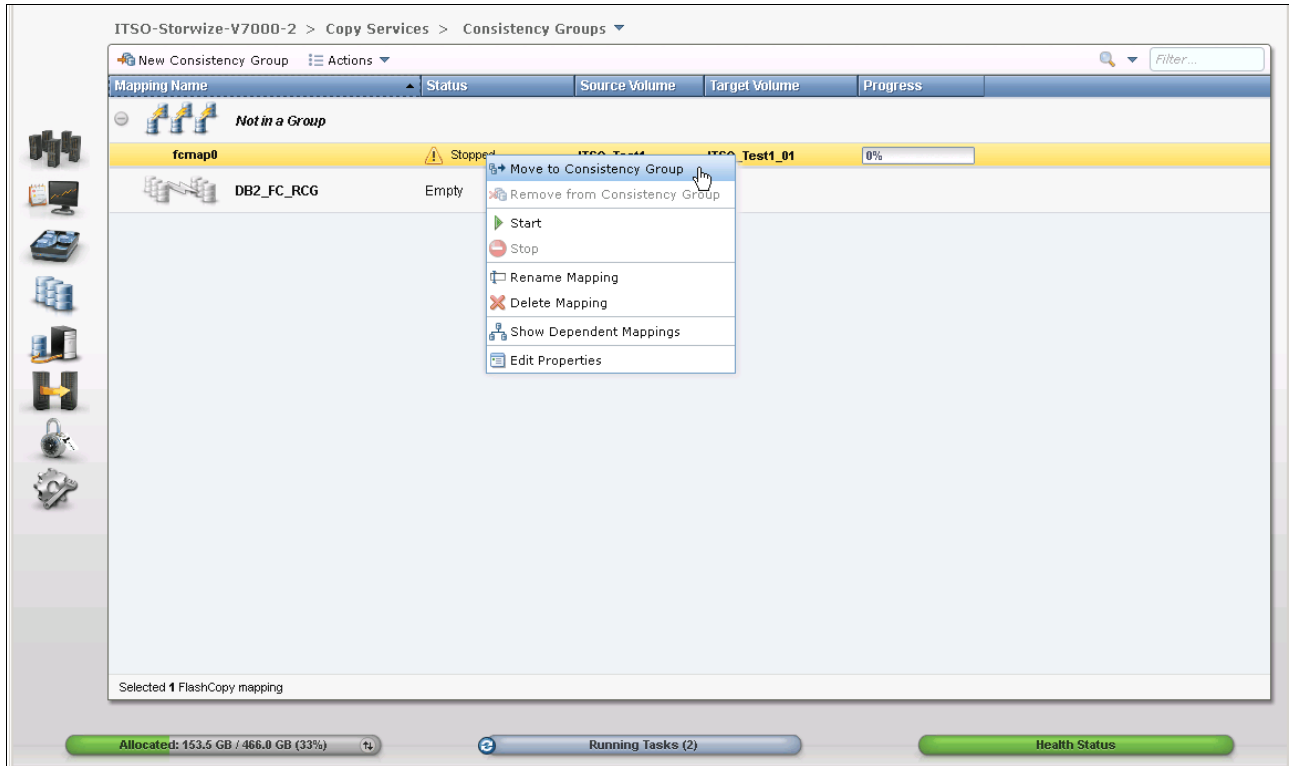 ITSO-Storwize-V7000-2 > Copy Services > Consistency Groups
New Consistency Group Actions Filter...
Mapping Name Status Source Volume Target Volume Progress
Not in a Group
fcmap0 Stopped ITSO_Test1 ITSO_Test1_01 0%
Move to Consistency Group
DB2_FC_RCG Empty Remove from Consistency Group
Start
Stop
Rename Mapping
Delete Mapping
Show Dependent Mappings
Edit Properties
Selected 1 FlashCopy mapping
Allocated: 153.5 GB / 466.0 GB (33%) Running Tasks (2) Health Status